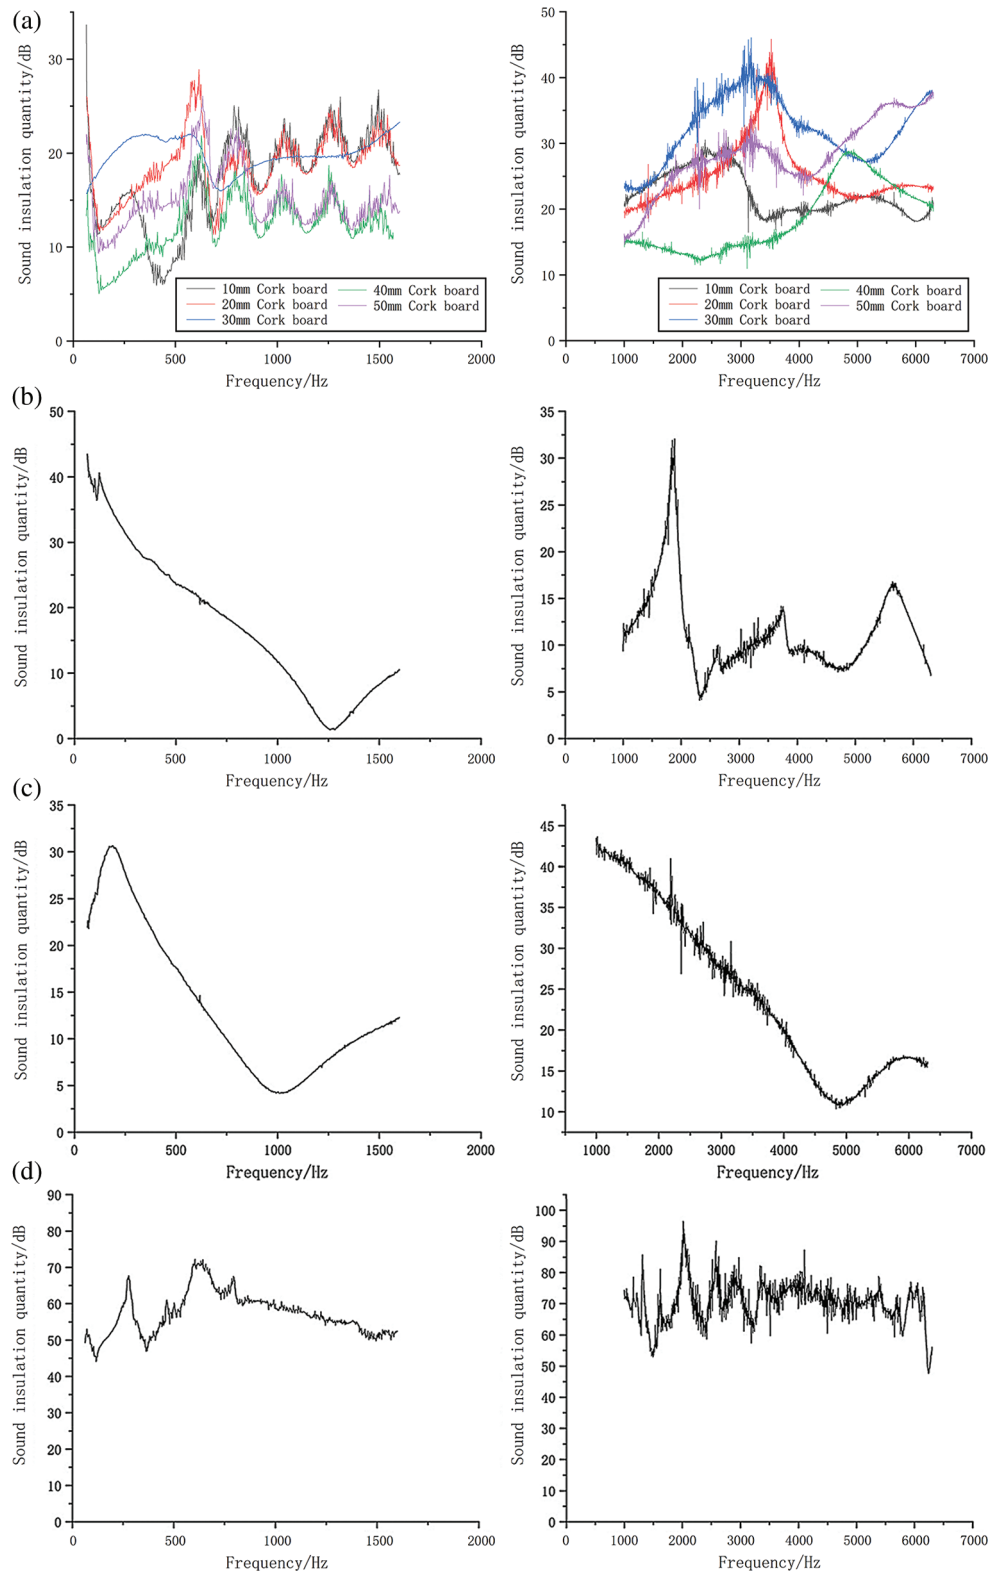 (a)
Sound insulation quantity/dB
30
20
10
0
10mm Cork board
20mm Cork board
30mm Cork board
40mm Cork board
50mm Cork board
0 500 1000 1500 2000
Frequency/Hz
Sound insulation quantity/dB
50
40
30
20
10
0
10mm Cork board
20mm Cork board
30mm Cork board
40mm Cork board
50mm Cork board
0 1000 2000 3000 4000 5000 6000 7000
Frequency/Hz
(b)
Sound insulation quantity/dB
50
40
30
20
10
0
0 500 1000 1500 2000
Frequency/Hz
Sound insulation quantity/dB
35
30
25
20
15
10
5
0
0 1000 2000 3000 4000 5000 6000 7000
Frequency/Hz
(c)
Sound insulation quantity/dB
35
30
25
20
15
10
5
0
0 500 1000 1500 2000
Frequency/Hz
Sound insulation quantity/dB
45
40
35
30
25
20
15
10
1000 2000 3000 4000 5000 6000 7000
Frequency/Hz
(d)
Sound insulation quantity/dB
90
80
70
60
50
40
30
20
10
0
0 500 1000 1500 2000
Frequency/Hz
Sound insulation quantity/dB
100
90
80
70
60
50
40
30
20
10
0
0 1000 2000 3000 4000 5000 6000 7000
Frequency/Hz